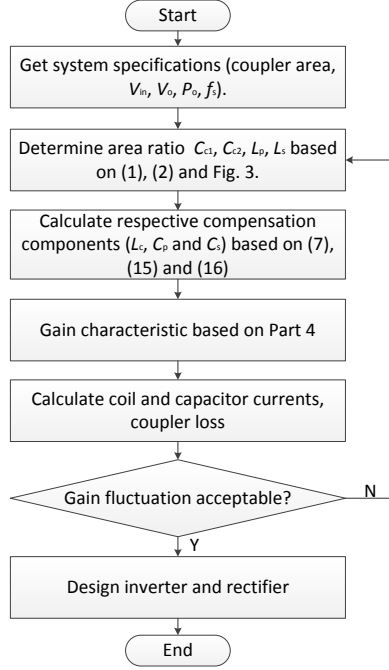 Start
Get system specifications (coupler area,
Vin, Vo, Po, fs).
Determine area ratio Cc1, Cc2, Lp, Ls based
on (1), (2) and Fig. 3.
Calculate respective compensation
components (Lc, Cp and Cs) based on (7),
(15) and (16)
Gain characteristic based on Part 4
Calculate coil and capacitor currents,
coupler loss
Gain fluctuation acceptable?
N
Y
Design inverter and rectifier
End